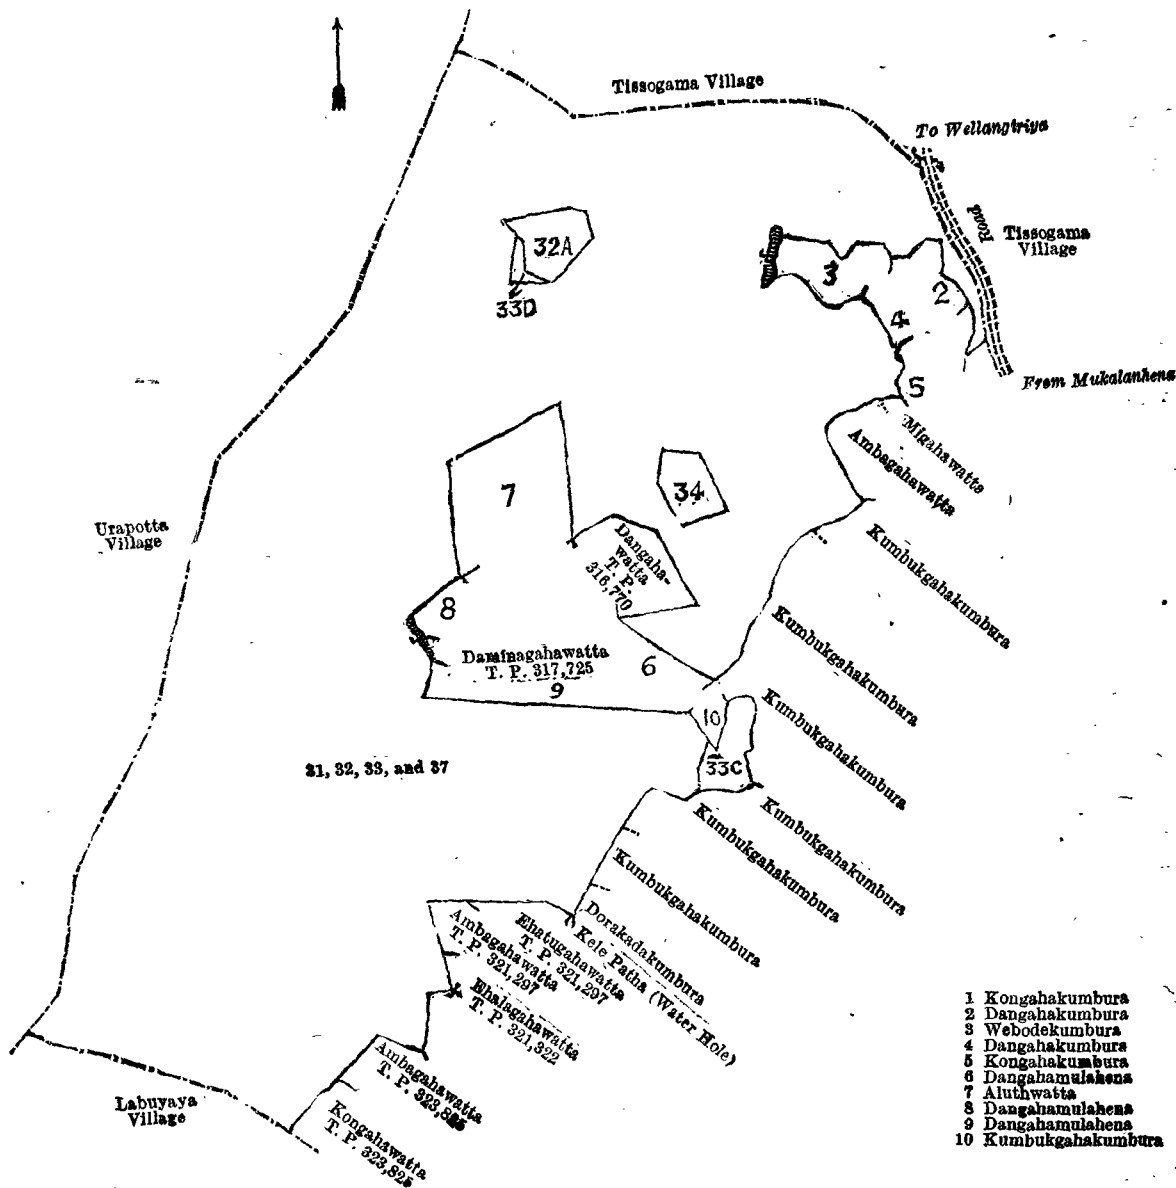 Tissogama Village
To Wellangiriya
Road
Tissogama
Village
32A
33D
3
2
4
5
From Mukalanhena
Migahawatta
Ambagahawatta
7
34
Urapotta
Village
Dangaha-
watta
T. P.
316,770
Kumbukgahakumbura
8
Kumbukgahakumbura
Daminagahawatta
T. P. 317,725
6
9
10
Kumbukgahakumbura
33C
31, 32, 33, and 37
Kumbukgahakumbura
Kumbukgahakumbura
Kumbukgahakumbura
Dorakadakumbura
Kele Patha (Water Hole)
Ehatugahawatta
T. P. 321,297
Ambagahawatta
T. P. 321,297
Ehalagahawatta
T. P. 321,322
Ambagahawatta
T. P. 323,825
Kongahawatta
T. P. 323,825
Labuyaya
Village
1 Kongahakumbura
2 Dangahakumbura
3 Webodekumbura
4 Dangahakumbura
5 Kongahakumbura
6 Dangahamulahena
7 Aluthwatta
8 Dangahamulahena
9 Dangahamulahena
10 Kumbukgahakumbura